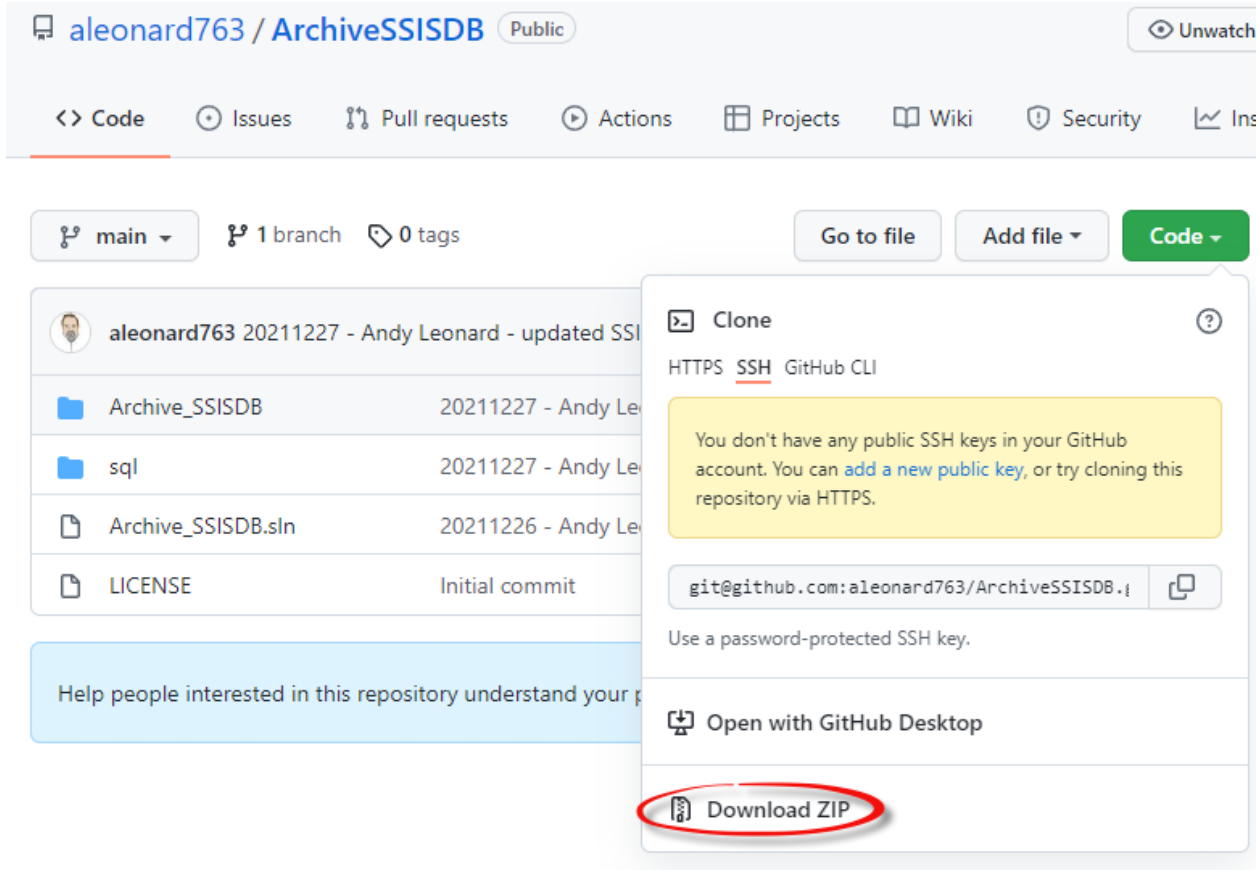 aleonard763 / ArchiveSSISDB Public
Unwatch
<> Code Issues Pull requests Actions Projects Wiki Security Ins
main 1 branch 0 tags Go to file Add file Code
aleonard763 20211227 - Andy Leonard - updated SSI
Archive_SSISDB 20211227 - Andy Le
sql 20211227 - Andy Le
Archive_SSISDB.sln 20211226 - Andy Le
LICENSE Initial commit
Help people interested in this repository understand your p
Clone
HTTPS SSH GitHub CLI
You don't have any public SSH keys in your GitHub
account. You can add a new public key, or try cloning this
repository via HTTPS.
git@github.com:aleonard763/ArchiveSSISDB.g
Use a password-protected SSH key.
Open with GitHub Desktop
Download ZIP